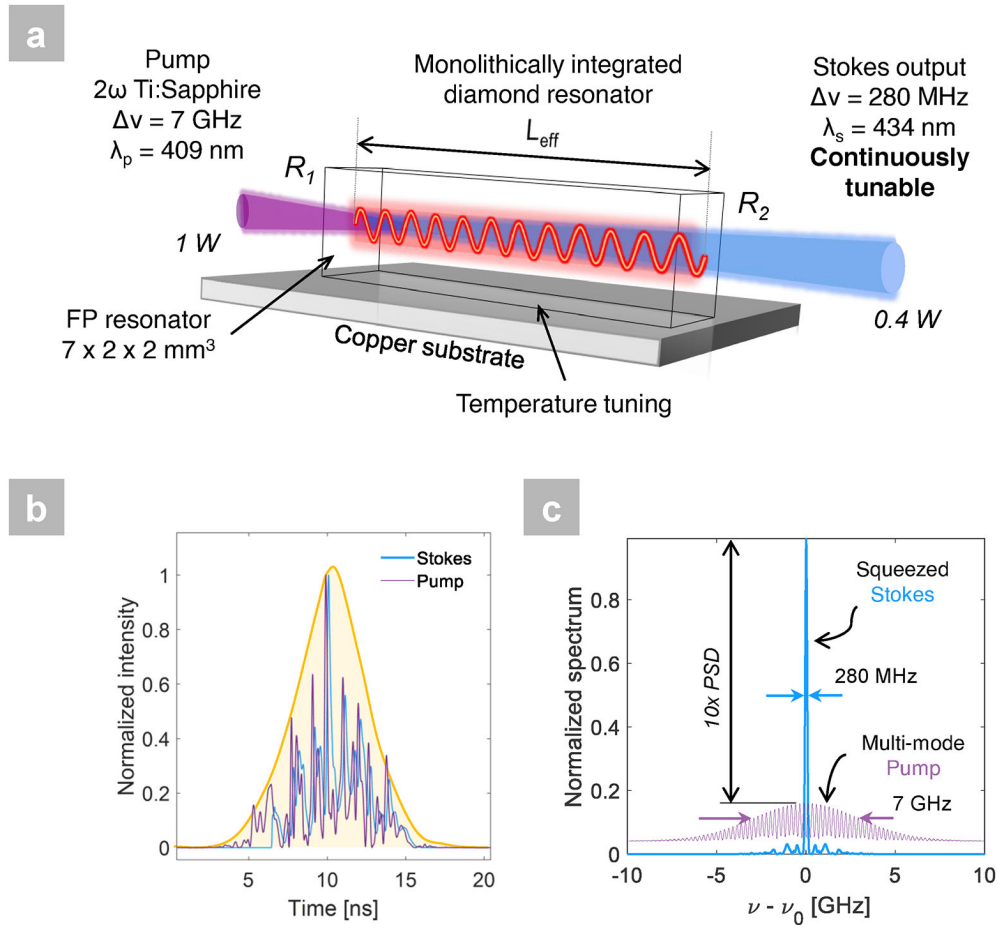 a
Pump
2ω Ti:Sapphire
Δv = 7 GHz
λp = 409 nm
Monolithically integrated
diamond resonator
Leff
Stokes output
Δv = 280 MHz
λs = 434 nm
Continuously
tunable
R1
R2
1 W
0.4 W
FP resonator
7 x 2 x 2 mm³
Copper substrate
Temperature tuning
b
Stokes
Pump
Normalized intensity
1
0.8
0.6
0.4
0.2
0
5
10
15
20
Time [ns]
c
Normalized spectrum
0.8
0.6
0.4
0.2
0
10x PSD
Squeezed
Stokes
280 MHz
Multi-mode
Pump
7 GHz
-10
-5
0
5
10
ν - ν0 [GHz]